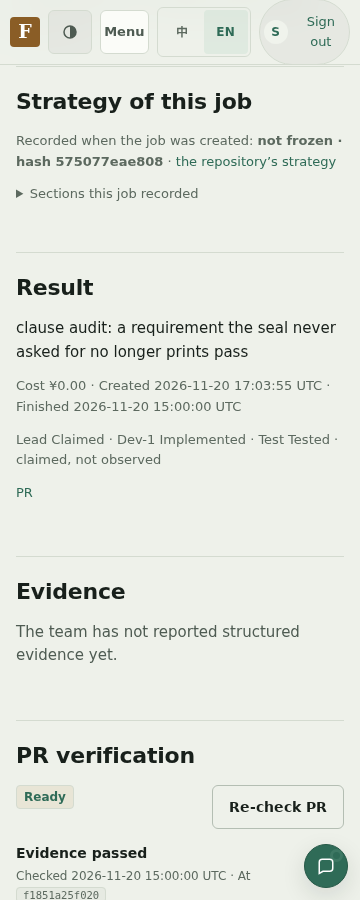 F
Menu
中
EN
S
Sign
out
Strategy of this job
Recorded when the job was created: not frozen ·
hash 575077eae808 · the repository’s strategy
Sections this job recorded
Result
clause audit: a requirement the seal never
asked for no longer prints pass
Cost ¥0.00 · Created 2026-11-20 17:03:55 UTC ·
Finished 2026-11-20 15:00:00 UTC
Lead Claimed · Dev-1 Implemented · Test Tested ·
claimed, not observed
PR
Evidence
The team has not reported structured
evidence yet.
PR verification
Ready
Re-check PR
Evidence passed
Checked 2026-11-20 15:00:00 UTC · At
f1851a25f020